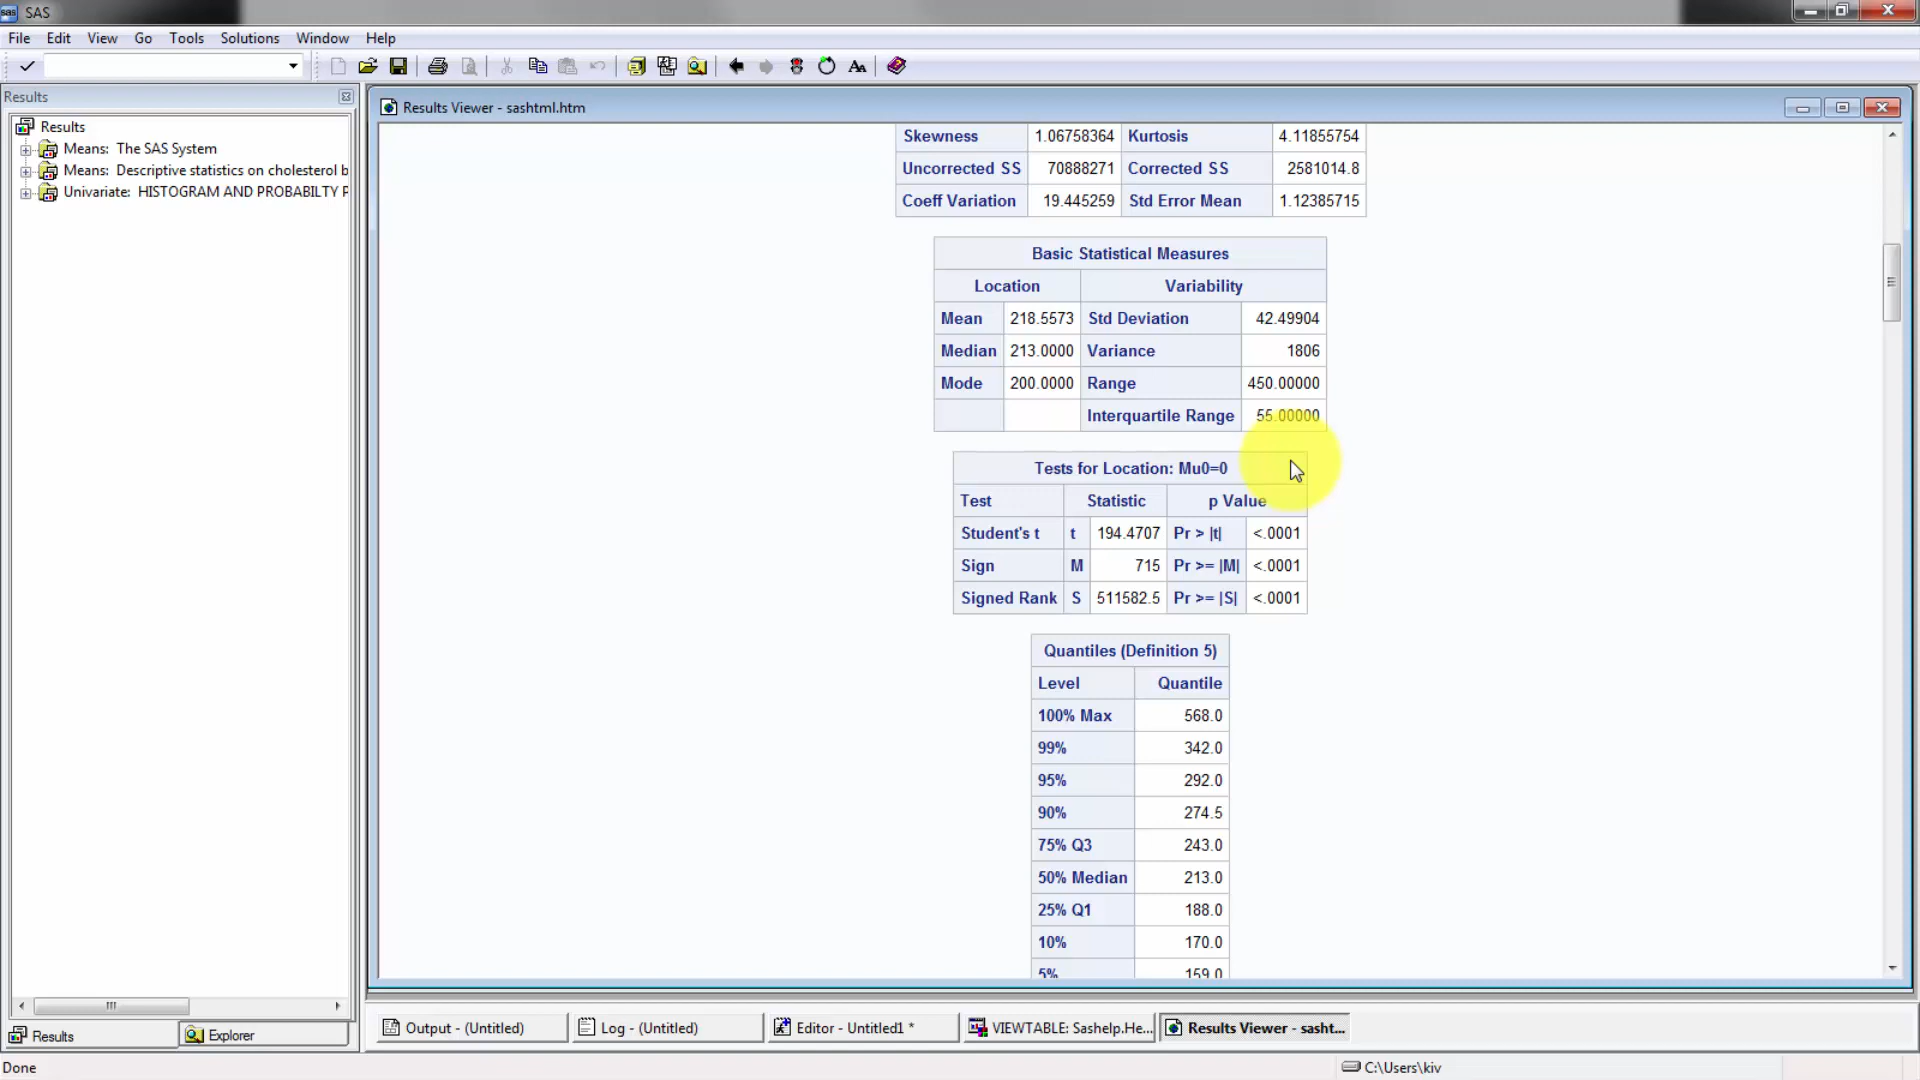 SAS
File Edit View Go Tools Solutions Window Help
Results
Results
Means: The SAS System
Means: Descriptive statistics on cholesterol b
Univariate: HISTOGRAM AND PROBABILTY P
Results Explorer
Results Viewer - sashtml.htm
Skewness 1.06758364 Kurtosis 4.11855754
Uncorrected SS 70888271 Corrected SS 2581014.8
Coeff Variation 19.445259 Std Error Mean 1.12385715
Basic Statistical Measures
Location Variability
Mean 218.5573 Std Deviation 42.49904
Median 213.0000 Variance 1806
Mode 200.0000 Range 450.00000
Interquartile Range 55.00000
Tests for Location: Mu0=0
Test Statistic p Value
Student's t t 194.4707 Pr > |t| <.0001
Sign M 715 Pr >= |M| <.0001
Signed Rank S 511582.5 Pr >= |S| <.0001
Quantiles (Definition 5)
Level Quantile
100% Max 568.0
99% 342.0
95% 292.0
90% 274.5
75% Q3 243.0
50% Median 213.0
25% Q1 188.0
10% 170.0
5% 159.0
Output - (Untitled) Log - (Untitled) Editor - Untitled1 * VIEWTABLE: Sashelp.He... Results Viewer - sasht...
Done C:\Users\kiv